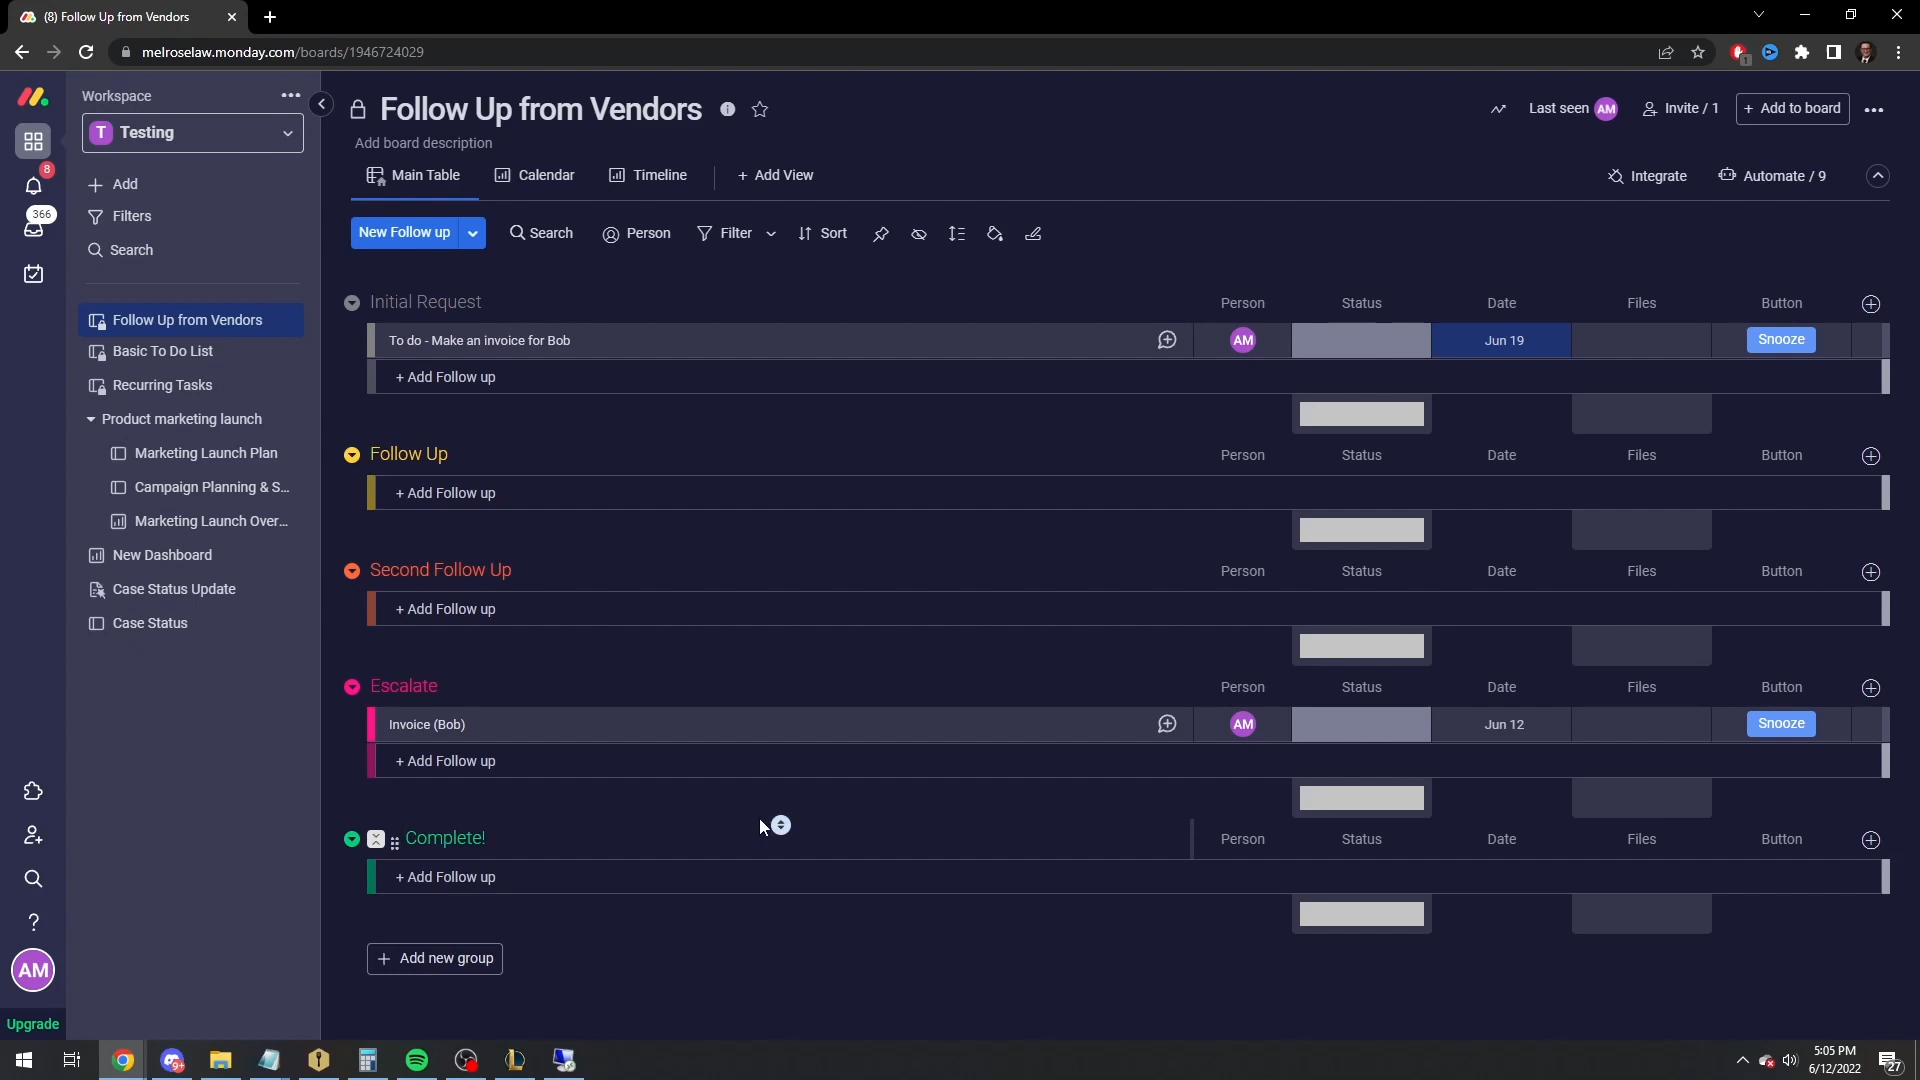 (8) Follow Up from Vendors
melroselaw.monday.com/boards/1946724029
1
Workspace
T Testing
8
366
Add
Filters
Search
Follow Up from Vendors
Basic To Do List
Recurring Tasks
Product marketing launch
Marketing Launch Plan
Campaign Planning & S...
Marketing Launch Over...
New Dashboard
Case Status Update
Case Status
?
AM
Upgrade
Follow Up from Vendors
Last seen AM
Invite / 1
+ Add to board
Add board description
Main Table
Calendar
Timeline
+ Add View
Integrate
Automate / 9
New Follow up
Search
Person
Filter
Sort
Initial Request Person Status Date Files Button
To do - Make an invoice for Bob AM Jun 19 Snooze
+ Add Follow up
Follow Up Person Status Date Files Button
+ Add Follow up
Second Follow Up Person Status Date Files Button
+ Add Follow up
Escalate Person Status Date Files Button
Invoice (Bob) AM Jun 12 Snooze
+ Add Follow up
Complete! Person Status Date Files Button
+ Add Follow up
+ Add new group
9+
5:05 PM
6/12/2022
27